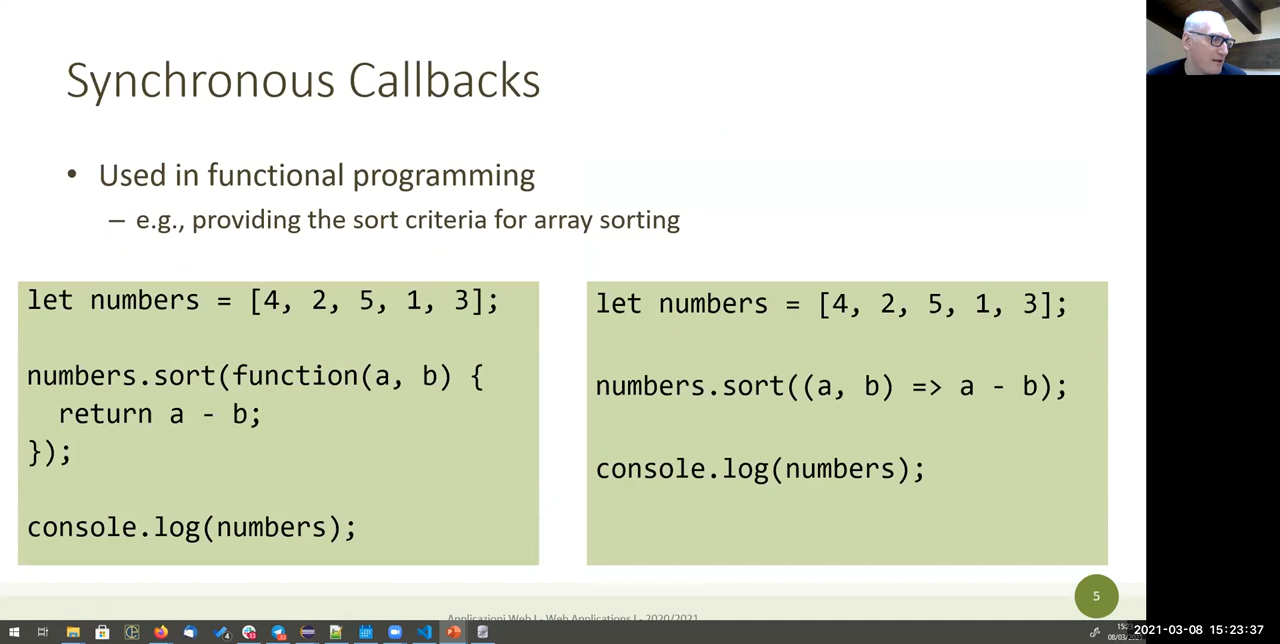 Synchronous Callbacks
• Used in functional programming
– e.g., providing the sort criteria for array sorting
let numbers = [4, 2, 5, 1, 3];
numbers.sort(function(a, b) {
return a - b;
});
console.log(numbers);
let numbers = [4, 2, 5, 1, 3];
numbers.sort((a, b) => a - b);
console.log(numbers);
5
Applicazioni Web I - Web Applications I - 2020/2021
2021-03-08 15:23:37